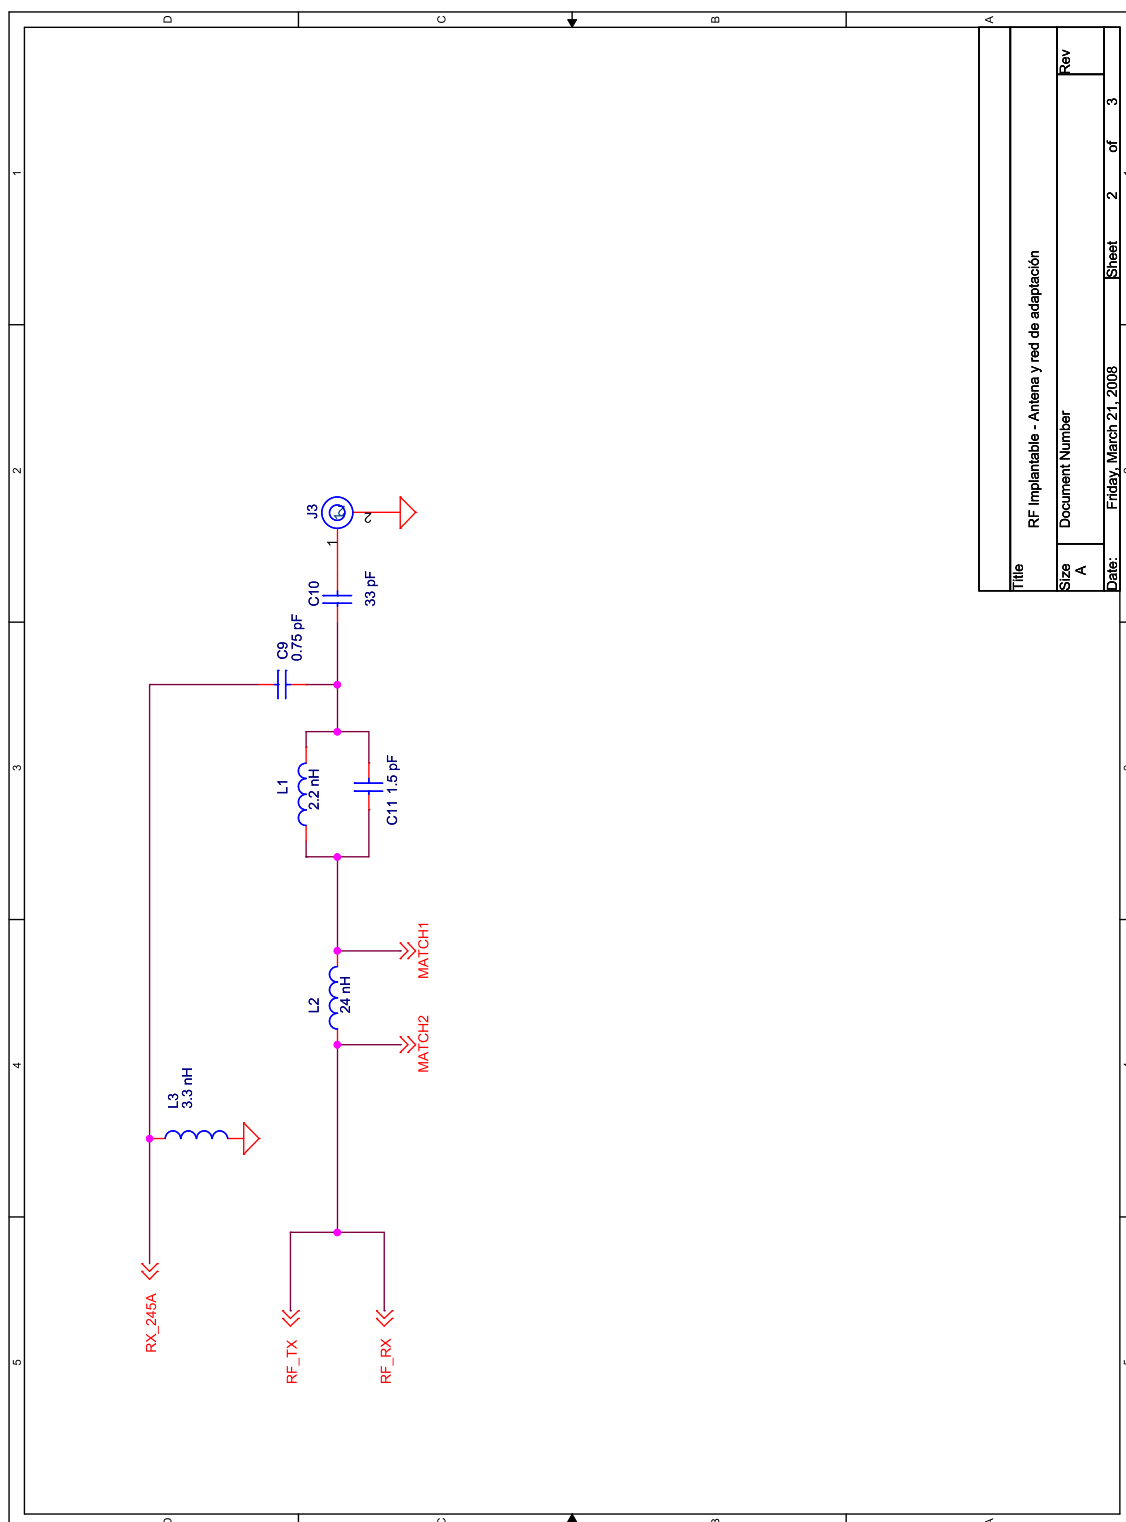 5
4
3
2
1
D
C
B
A
RX_245A
RF_TX
RF_RX
L3
3.3 nH
MATCH2
MATCH1
L2
24 nH
L1
2.2 nH
C11 1.5 pF
C9
0.75 pF
C10
33 pF
J3
1
2
Title
RF Implantable - Antena y red de adaptación
Size
A
Document Number
Rev
Date:
Friday, March 21, 2008
Sheet
2
of
3